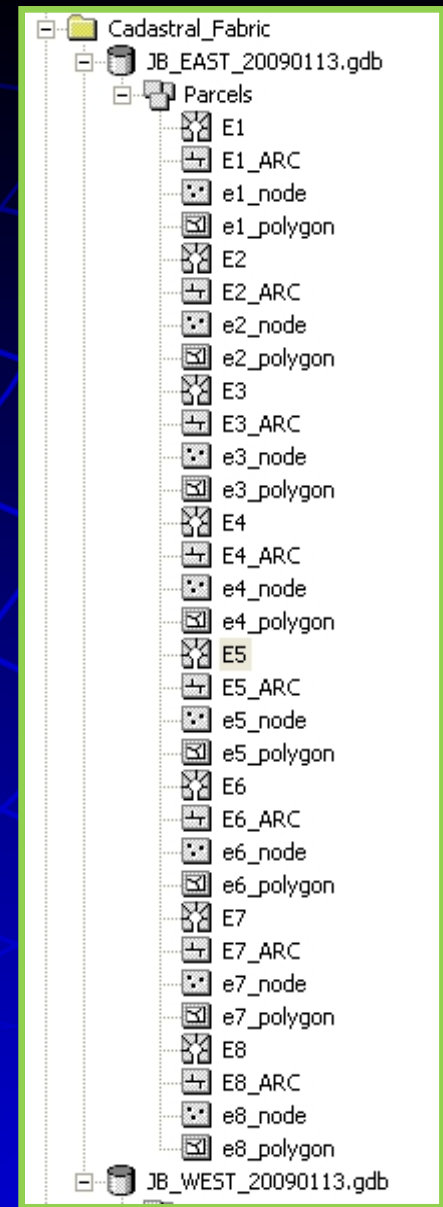 Cadastral_Fabric
JB_EAST_20090113.gdb
Parcels
E1
E1_ARC
e1_node
e1_polygon
E2
E2_ARC
e2_node
e2_polygon
E3
E3_ARC
e3_node
e3_polygon
E4
E4_ARC
e4_node
e4_polygon
E5
E5_ARC
e5_node
e5_polygon
E6
E6_ARC
e6_node
e6_polygon
E7
E7_ARC
e7_node
e7_polygon
E8
E8_ARC
e8_node
e8_polygon
JB_WEST_20090113.gdb